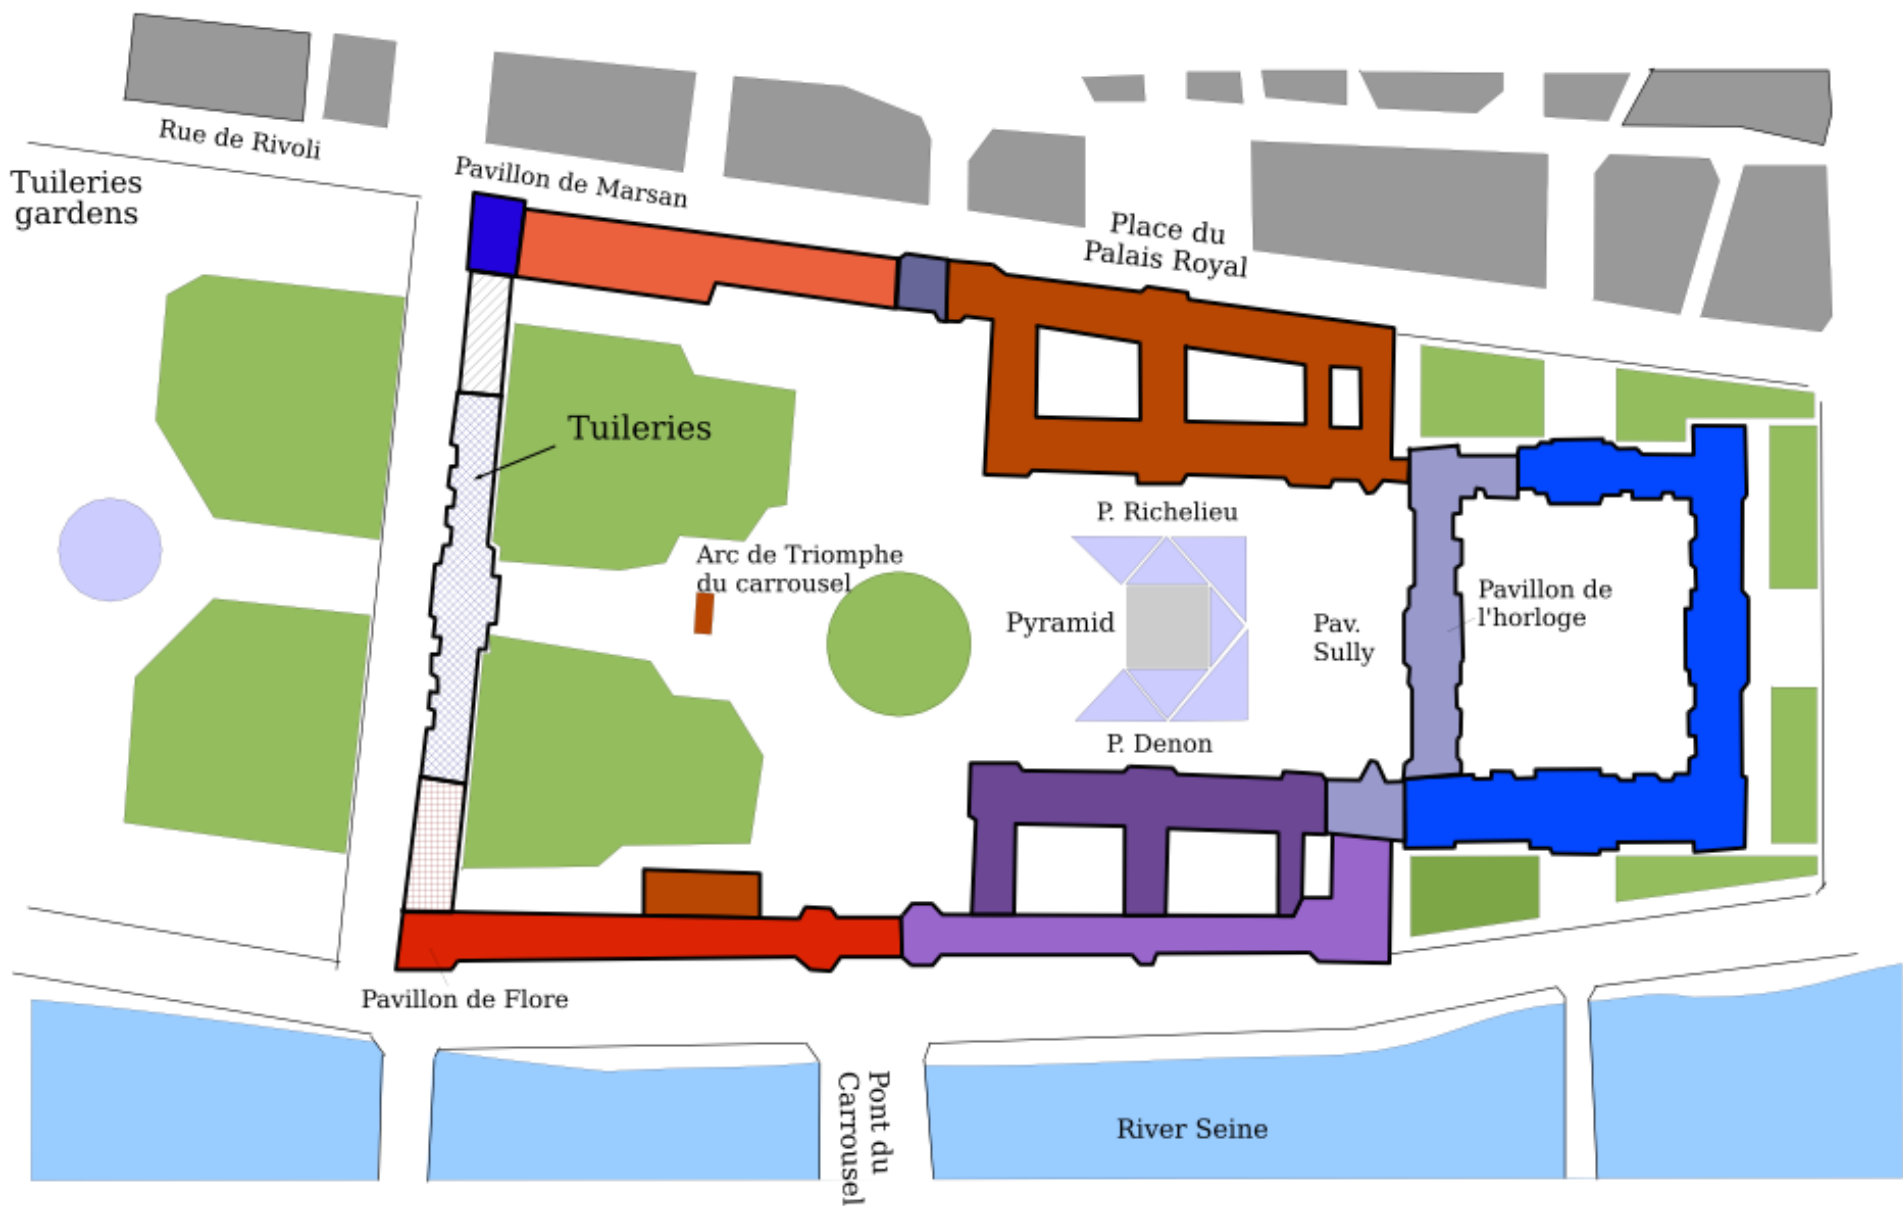 Rue de Rivoli
Tuileries
gardens
Pavillon de Marsan
Place du
Palais Royal
Tuileries
P. Richelieu
Arc de Triomphe
du carrousel
Pyramid
Pav.
Sully
Pavillon de
l'horloge
P. Denon
Pavillon de Flore
Pont du
Carrousel
River Seine